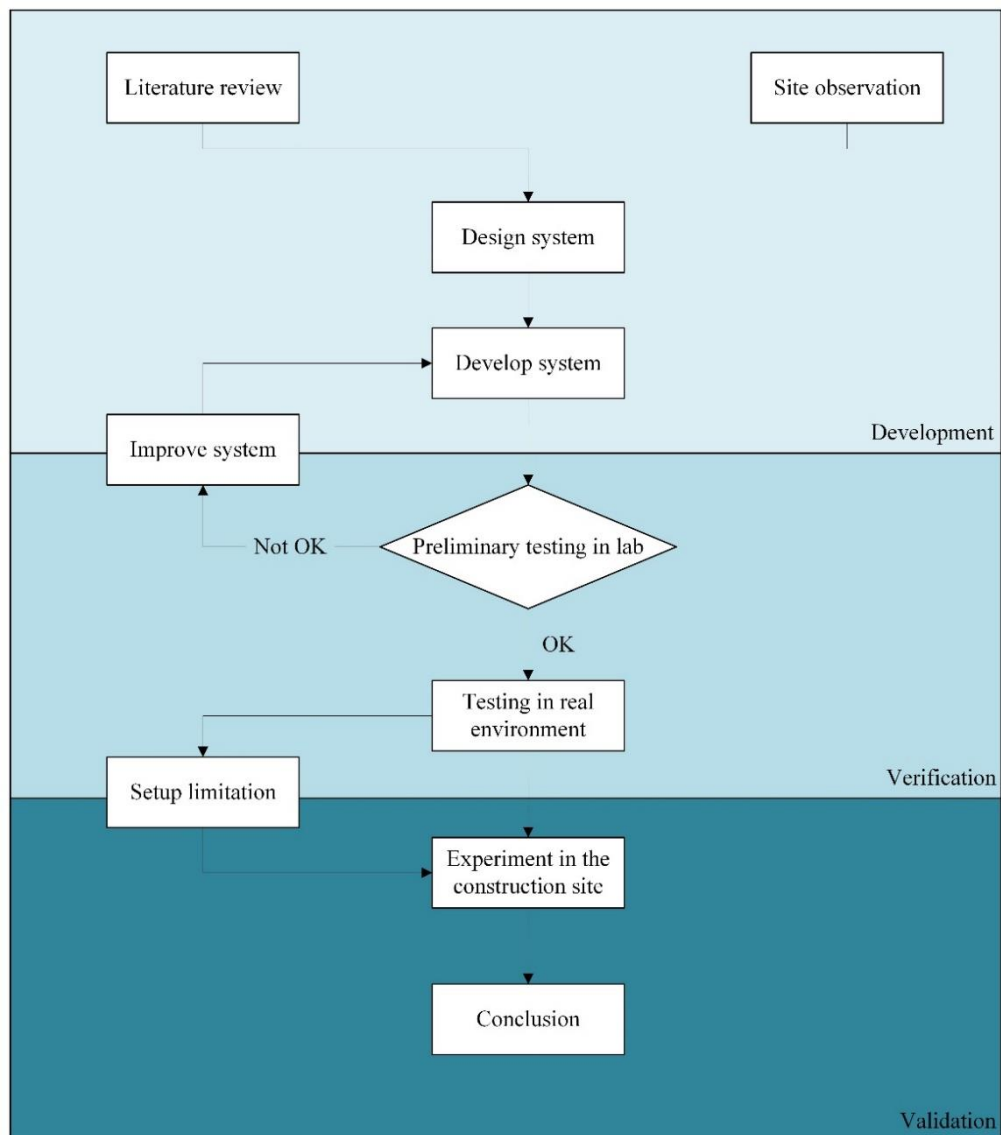 Literature review
Site observation
Design system
Develop system
Development
Improve system
Preliminary testing in lab
Not OK
OK
Testing in real
environment
Verification
Setup limitation
Experiment in the
construction site
Conclusion
Validation